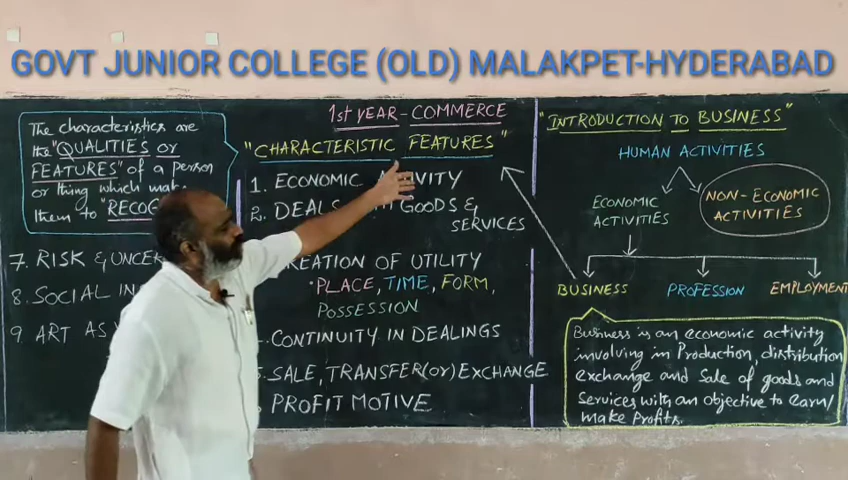 GOVT JUNIOR COLLEGE (OLD) MALAKPET-HYDERABAD
The characteristics are
the "QUALITIES or
FEATURES" of a person
or thing which
them to "RECOG
7. RISK &
8. SOCIAL IN
9. ART AS
1st YEAR-COMMERCE
"CHARACTERISTIC FEATURES"
1. ECONOMIC ACTIVITY
2. DEALS GOODS &
SERVICES
CREATION OF UTILITY
• PLACE, TIME, FORM,
POSSESSION
CONTINUITY IN DEALINGS
SALE, TRANSFER(or) EXCHANGE
PROFIT MOTIVE
"INTRODUCTION TO BUSINESS"
HUMAN ACTIVITIES
ECONOMIC
ACTIVITIES
NON-ECONOMIC
ACTIVITIES
BUSINESS PROFESSION EMPLOYMENT
Business is an economic activity
involving in Production, distribution
exchange and Sale of goods and
Services with an objective to earn/
make Profits.